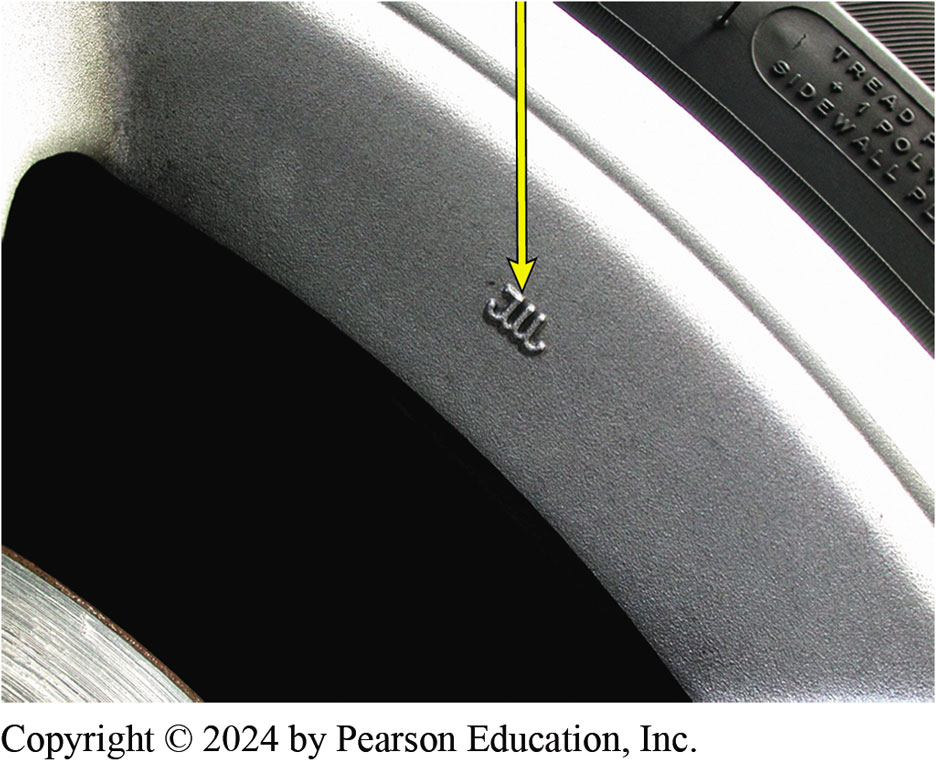 TREAD
+ 1 POLY
SIDEWALL
Copyright © 2024 by Pearson Education, Inc.